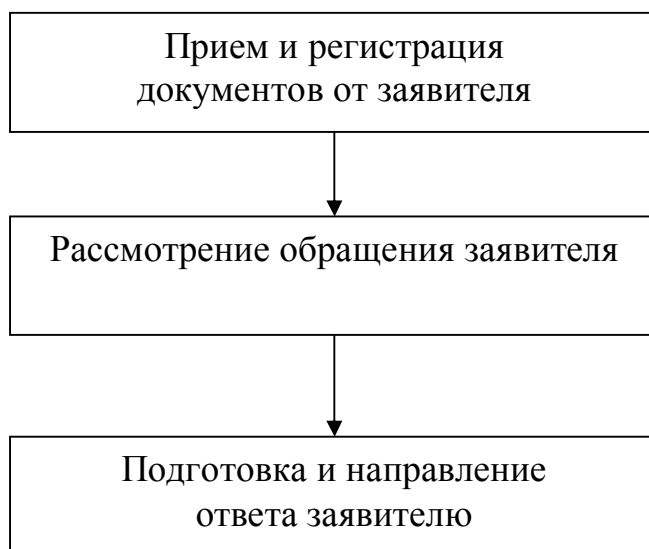 Прием и регистрация
документов от заявителя
Рассмотрение обращения заявителя
Подготовка и направление
ответа заявителю